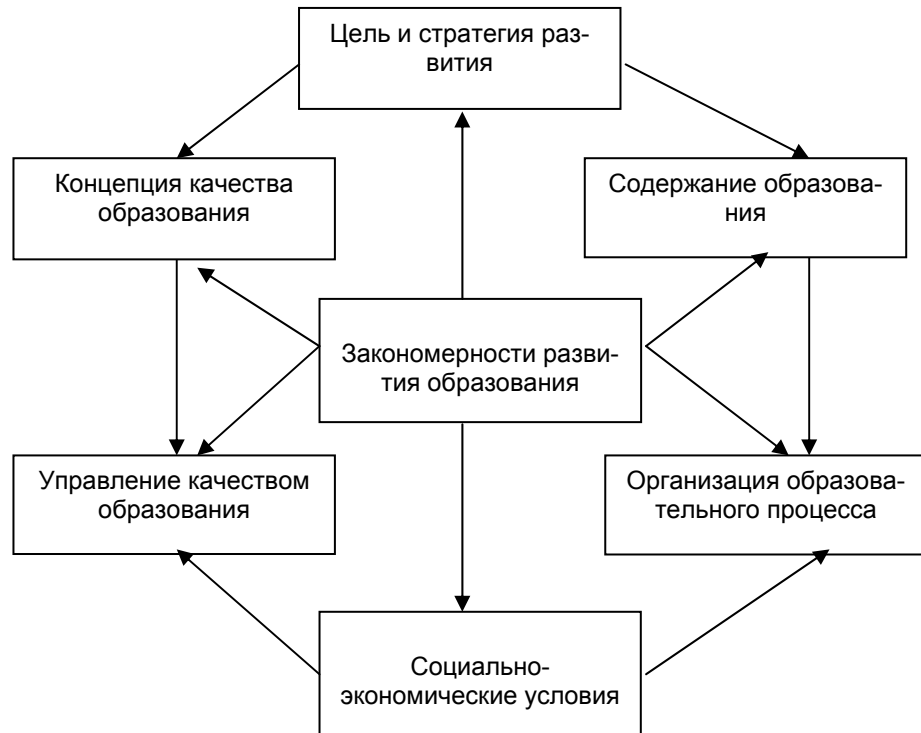 Цель и стратегия раз-
вития
Концепция качества
образования
Содержание образова-
ния
Закономерности разви-
тия образования
Управление качеством
образования
Организация образова-
тельного процесса
Социально-
экономические условия